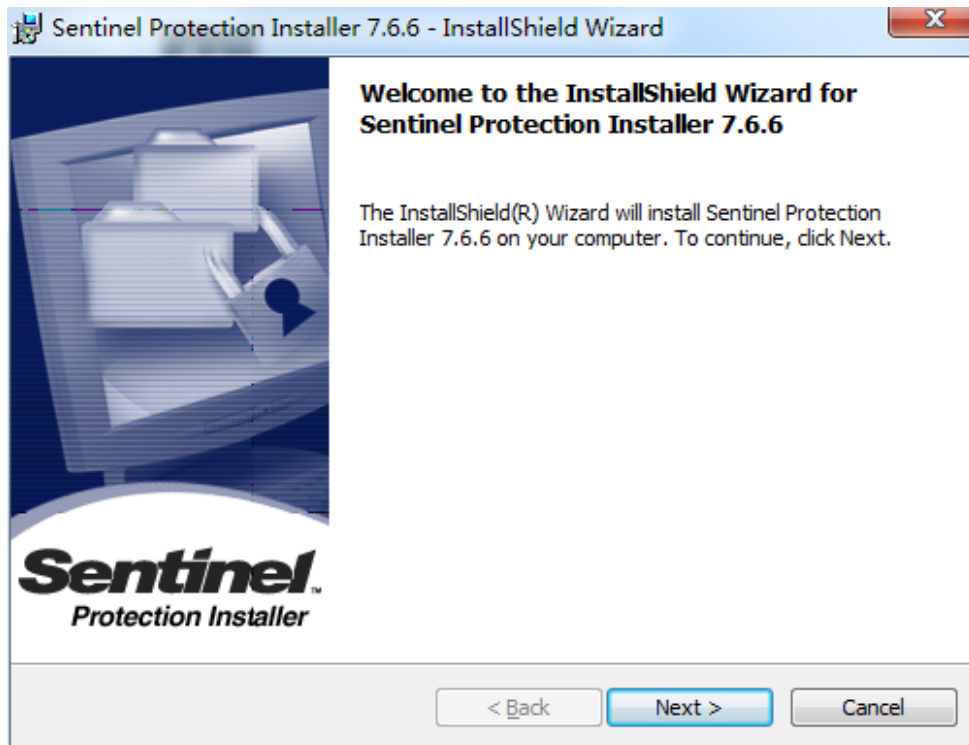 Sentinel Protection Installer 7.6.6 - InstallShield Wizard
Welcome to the InstallShield Wizard for
Sentinel Protection Installer 7.6.6
The InstallShield(R) Wizard will install Sentinel Protection
Installer 7.6.6 on your computer. To continue, click Next.
Sentinel™
Protection Installer
< Back
Next >
Cancel